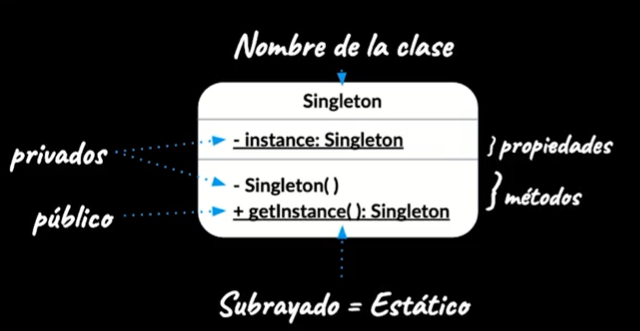 Nombre de la clase
Singleton
- instance: Singleton
} propiedades
privados
- Singleton( )
+ getInstance( ): Singleton
} métodos
público
Subrayado = Estático